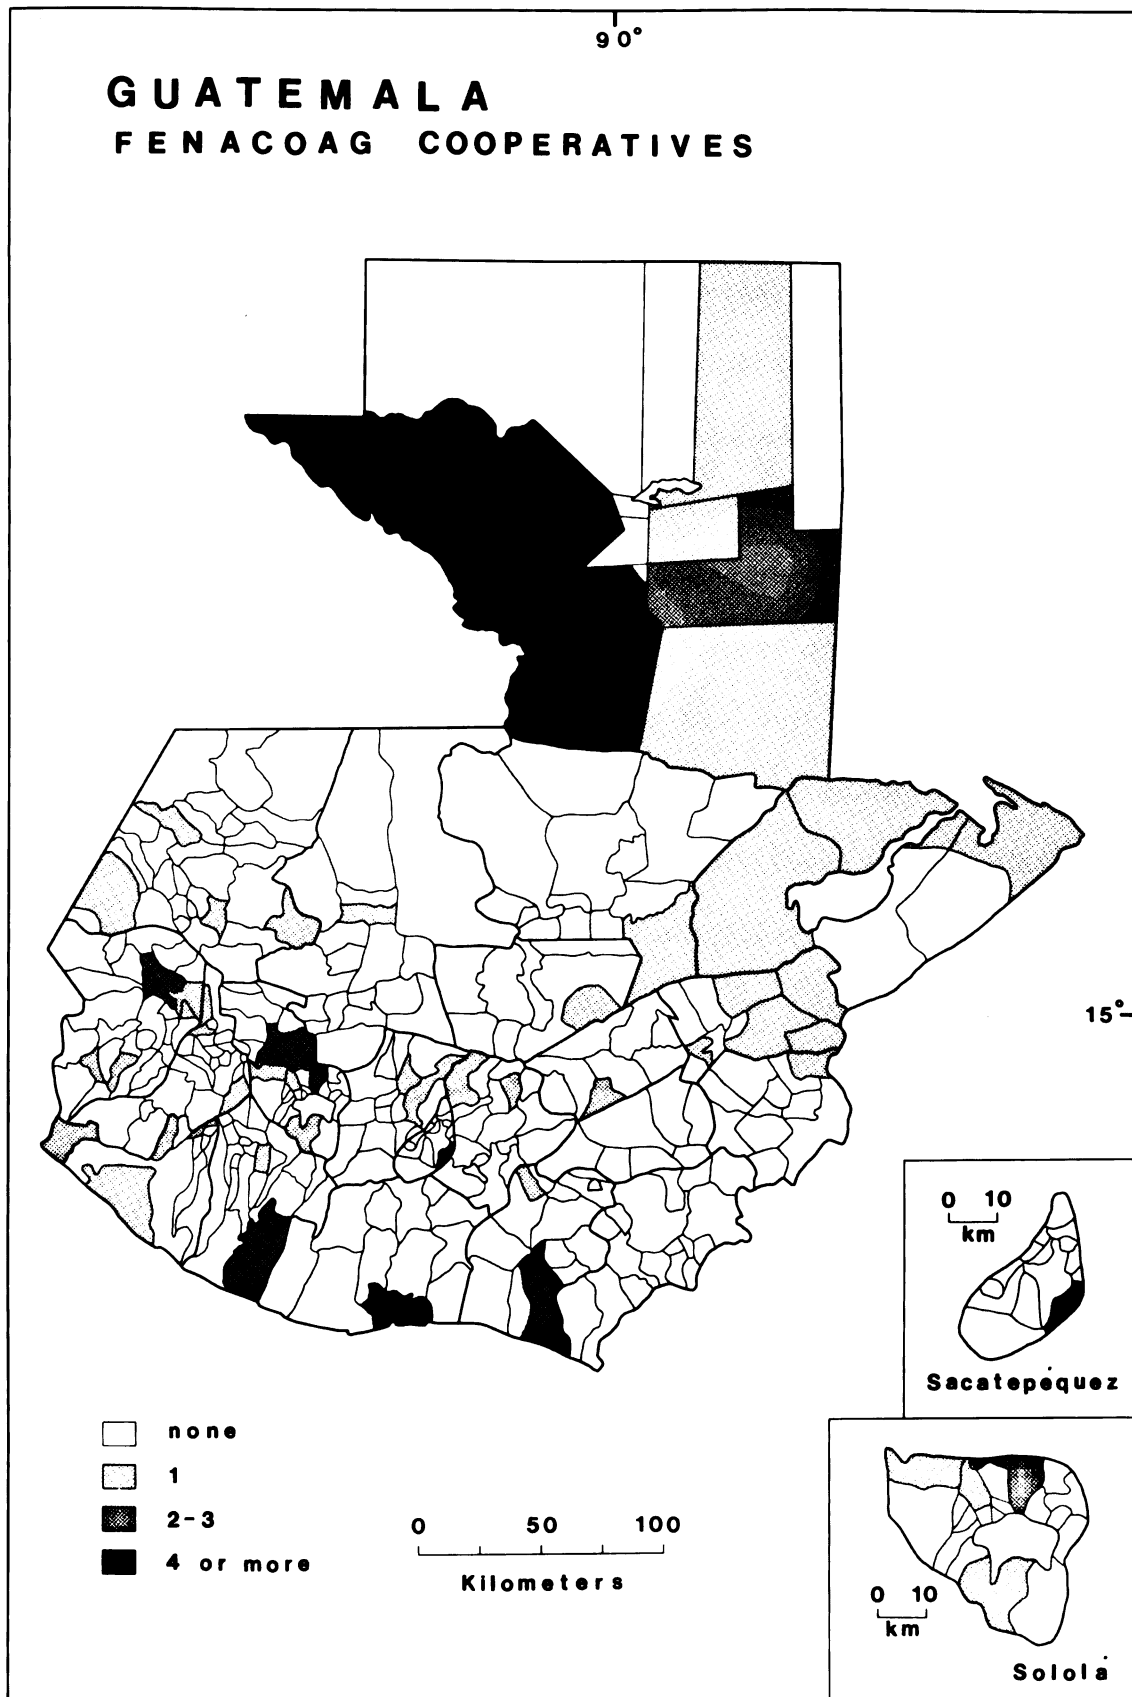 90°
GUATEMALA
FENACOAG COOPERATIVES
15°
0 10
km
Sacatepéquez
none
1
2-3
4 or more
0 50 100
Kilometers
0 10
km
Sololá